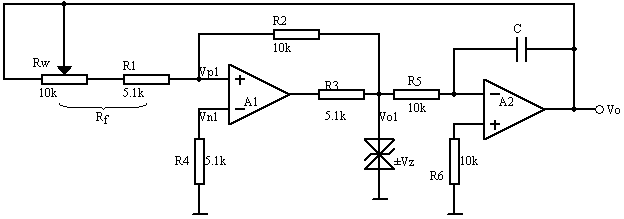 R2
C
Rw
R1
10k
Vp1
+
R3
R5
−
10k
5.1k
Vn1
−
A1
10k
A2
Vo
Rf
5.1k
Vo1
+
R4
5.1k
±Vz
R6
10k